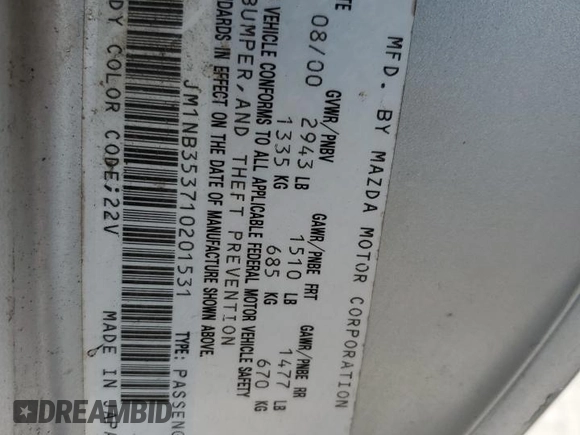 MFD. BY MAZDA MOTOR CORPORATION
08/00
GVWR/PNBV GAWR/PNBE FRT GAWR/PNBE RR
2943 LB 1510 LB 1477 LB
1335 KG 685 KG 670 KG
VEHICLE CONFORMS TO ALL APPLICABLE FEDERAL MOTOR VEHICLE SAFETY
BUMPER, AND THEFT PREVENTION
IN EFFECT ON THE DATE OF MANUFACTURE SHOWN ABOVE.
JM1NB353710201531 TYPE:
COLOR CODE:22V MADE IN
DREAMBID